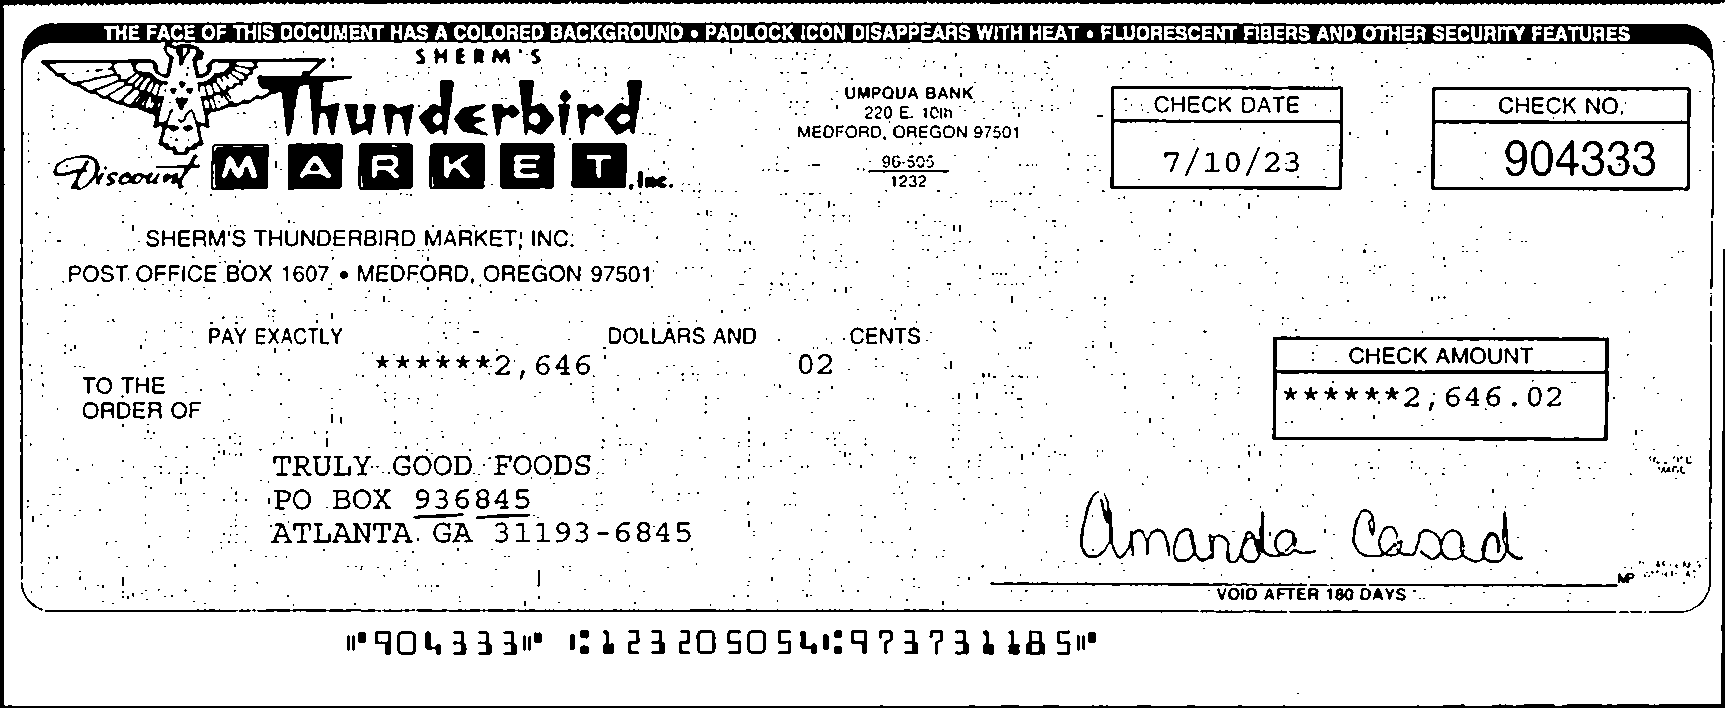 THE FACE OF THIS DOCUMENT HAS A COLORED BACKGROUND • PADLOCK ICON DISAPPEARS WITH HEAT • FLUORESCENT FIBERS AND OTHER SECURITY FEATURES
SHERM'S
Thunderbird
Discount MARKET, Inc.
UMPQUA BANK
220 E. 10th
MEDFORD, OREGON 97501
96-505
1232
CHECK DATE
7/10/23
CHECK NO.
904333
SHERM'S THUNDERBIRD MARKET, INC.
POST OFFICE BOX 1607 • MEDFORD, OREGON 97501
PAY EXACTLY DOLLARS AND CENTS
******2,646 02
CHECK AMOUNT
******2,646.02
TO THE
ORDER OF
TRULY GOOD FOODS
PO BOX 936845
ATLANTA GA 31193-6845
Amanda Casad
MP
VOID AFTER 180 DAYS
⑈904333⑈ ⑆123205054⑆973731185⑈